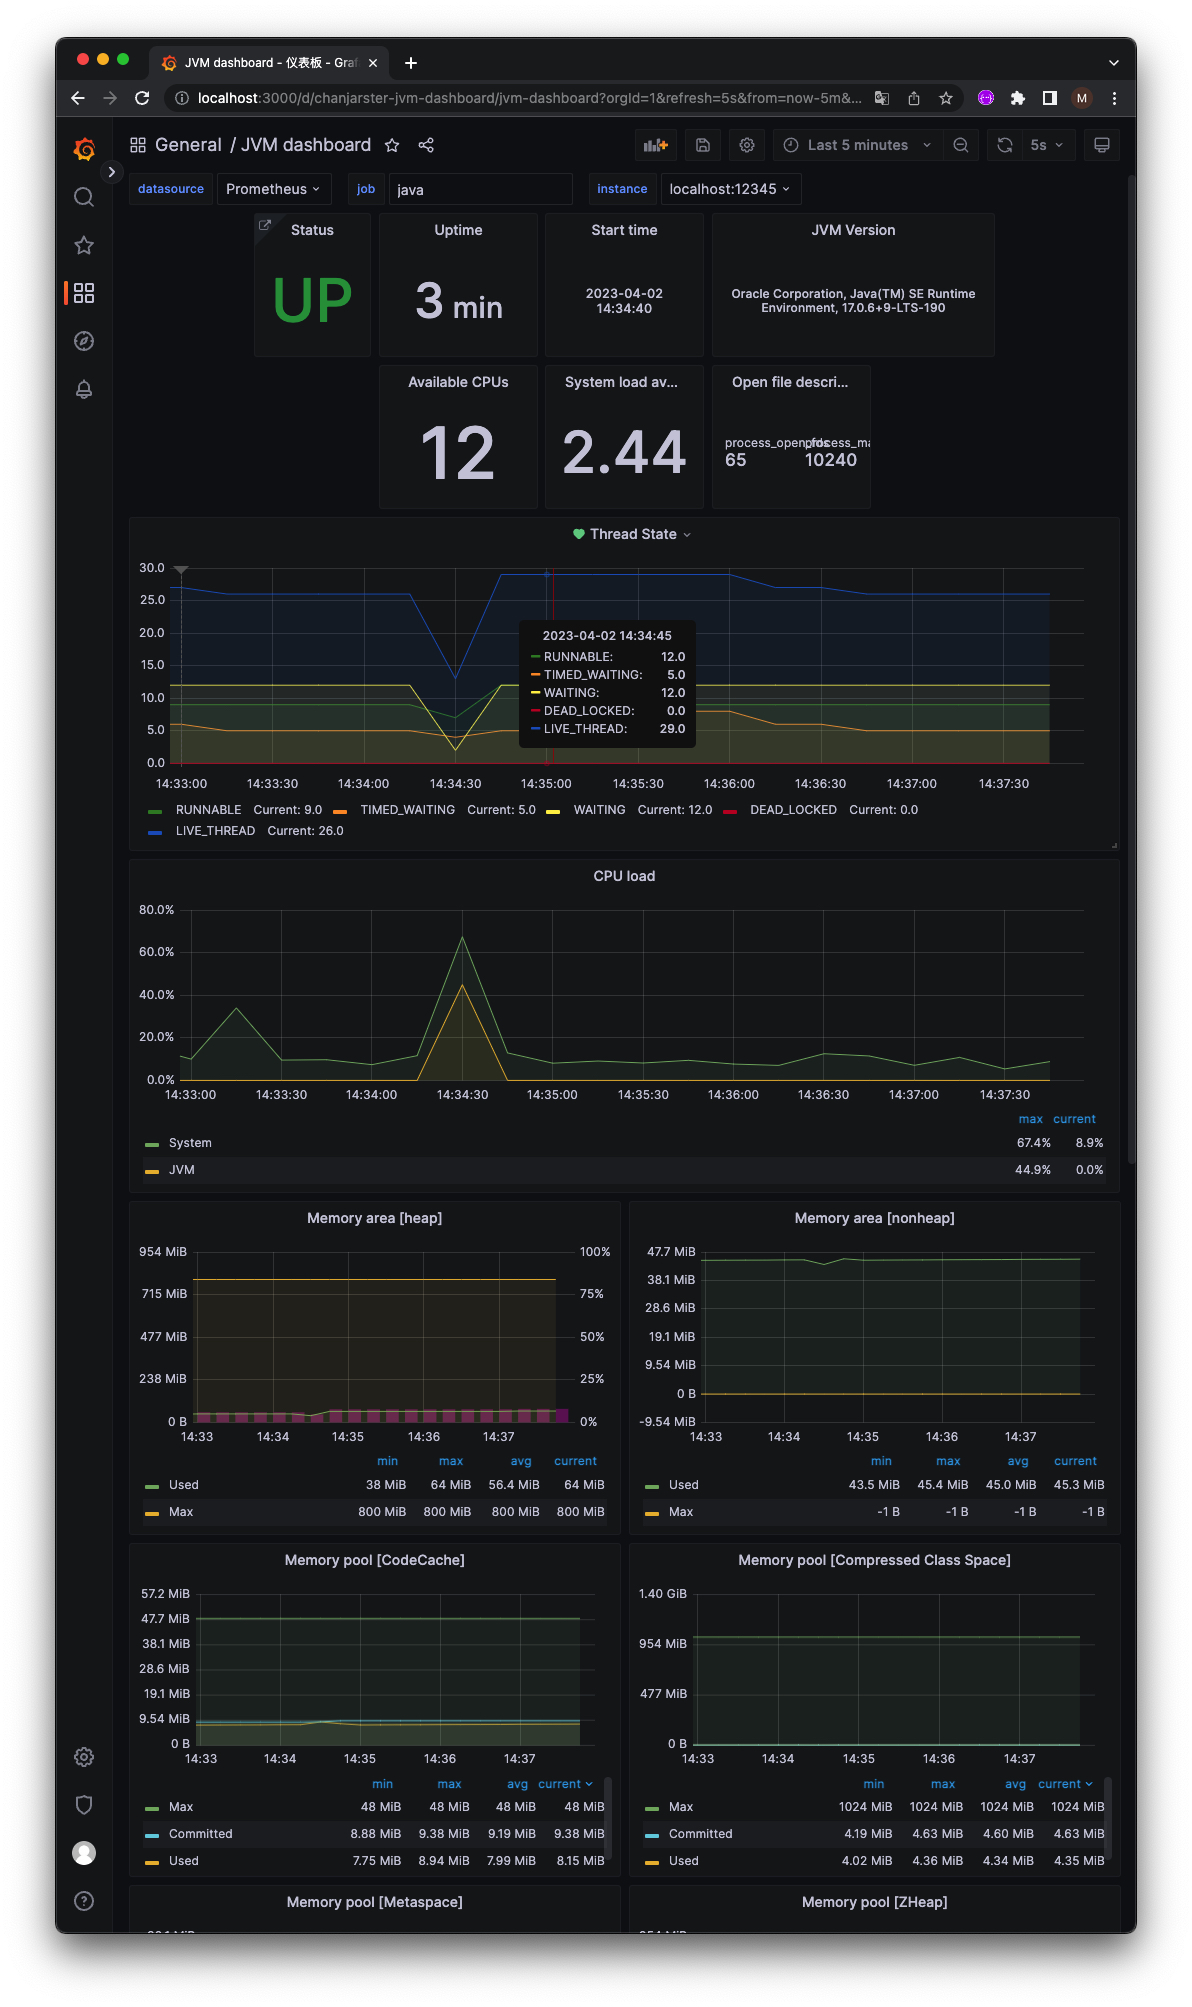 JVM dashboard - 仪表板 - Graf
localhost:3000/d/chanjarster-jvm-dashboard/jvm-dashboard?orgId=1&refresh=5s&from=now-5m&...
M
General / JVM dashboard
Last 5 minutes
5s
datasource Prometheus job java instance localhost:12345
Status Uptime Start time JVM Version
UP
3 min
2023-04-02
14:34:40
Oracle Corporation, Java(TM) SE Runtime
Environment, 17.0.6+9-LTS-190
Available CPUs System load av... Open file descri...
12
2.44
65 10240
Thread State
30.0
25.0
20.0
15.0
10.0
5.0
0.0
2023-04-02 14:34:45
RUNNABLE: 12.0
TIMED_WAITING: 5.0
WAITING: 12.0
DEAD_LOCKED: 0.0
LIVE_THREAD: 29.0
14:33:00 14:33:30 14:34:00 14:34:30 14:35:00 14:35:30 14:36:00 14:36:30 14:37:00 14:37:30
RUNNABLE Current: 9.0 TIMED_WAITING Current: 5.0 WAITING Current: 12.0 DEAD_LOCKED Current: 0.0
LIVE_THREAD Current: 26.0
CPU load
80.0%
60.0%
40.0%
20.0%
0.0%
14:33:00 14:33:30 14:34:00 14:34:30 14:35:00 14:35:30 14:36:00 14:36:30 14:37:00 14:37:30
max current
System 67.4% 8.9%
JVM 44.9% 0.0%
Memory area [heap]
954 MiB 100%
715 MiB 75%
477 MiB 50%
238 MiB 25%
0 B 0%
14:33 14:34 14:35 14:36 14:37
min max avg current
Used 38 MiB 64 MiB 56.4 MiB 64 MiB
Max 800 MiB 800 MiB 800 MiB 800 MiB
Memory area [nonheap]
47.7 MiB
38.1 MiB
28.6 MiB
19.1 MiB
9.54 MiB
0 B
-9.54 MiB
14:33 14:34 14:35 14:36 14:37
min max avg current
Used 43.5 MiB 45.4 MiB 45.0 MiB 45.3 MiB
Max -1 B -1 B -1 B -1 B
Memory pool [CodeCache]
57.2 MiB
47.7 MiB
38.1 MiB
28.6 MiB
19.1 MiB
9.54 MiB
0 B
14:33 14:34 14:35 14:36 14:37
min max avg current
Max 48 MiB 48 MiB 48 MiB 48 MiB
Committed 8.88 MiB 9.38 MiB 9.19 MiB 9.38 MiB
Used 7.75 MiB 8.94 MiB 7.99 MiB 8.15 MiB
Memory pool [Compressed Class Space]
1.40 GiB
954 MiB
477 MiB
0 B
14:33 14:34 14:35 14:36 14:37
min max avg current
Max 1024 MiB 1024 MiB 1024 MiB 1024 MiB
Committed 4.19 MiB 4.63 MiB 4.60 MiB 4.63 MiB
Used 4.02 MiB 4.36 MiB 4.34 MiB 4.35 MiB
Memory pool [Metaspace]
Memory pool [ZHeap]